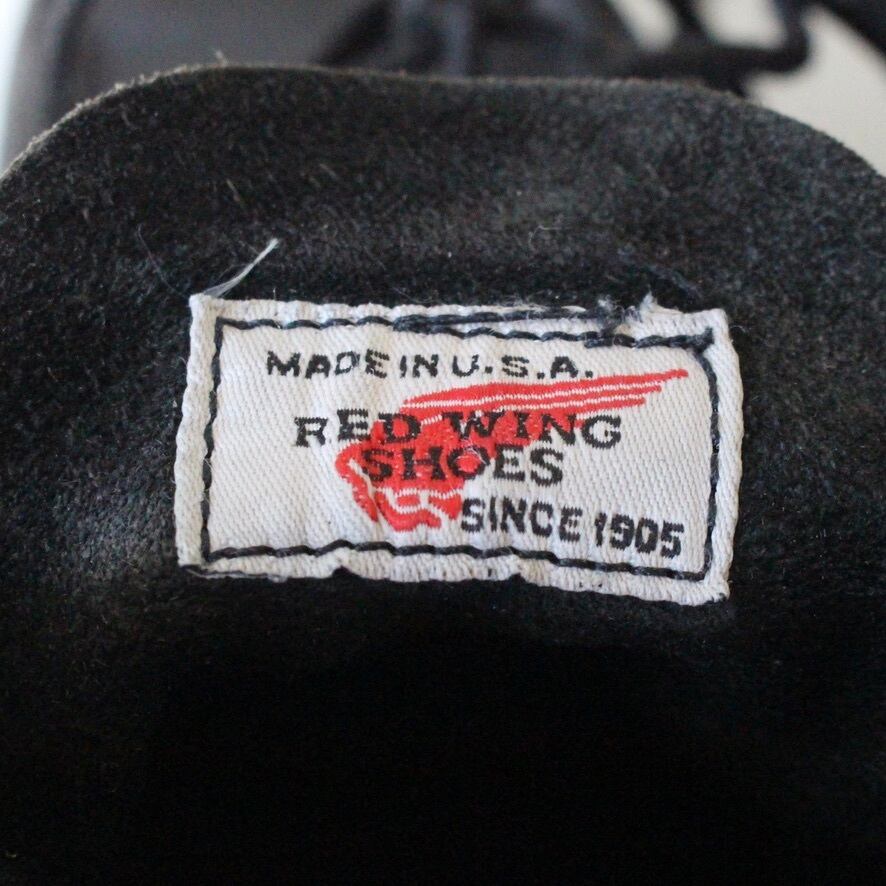 MADE IN U.S.A.
RED WING
SHOES
SINCE 1905